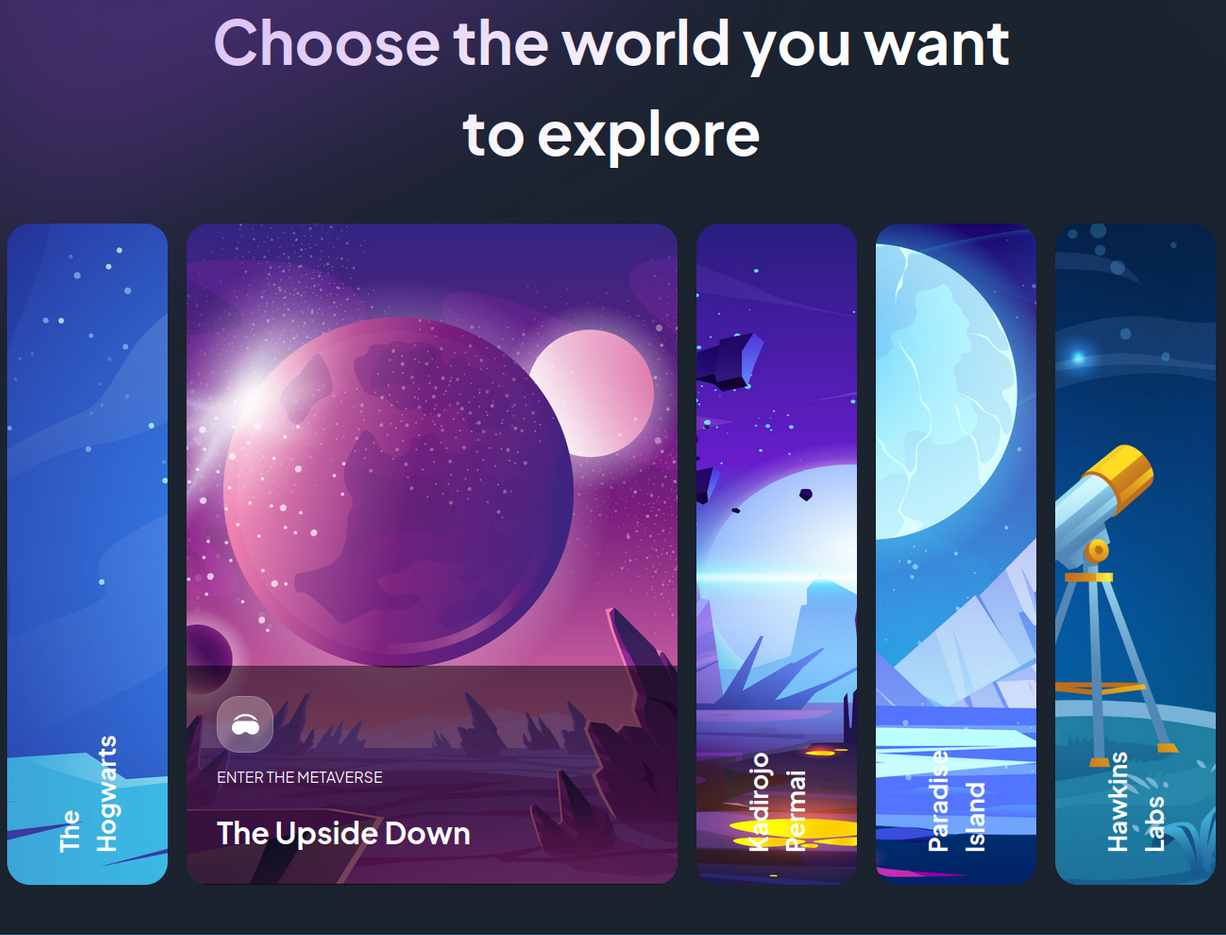 Choose the world you want
to explore
The
Hogwarts
ENTER THE METAVERSE
The Upside Down
Kadirojo
Permai
Paradise
Island
Hawkins
Labs